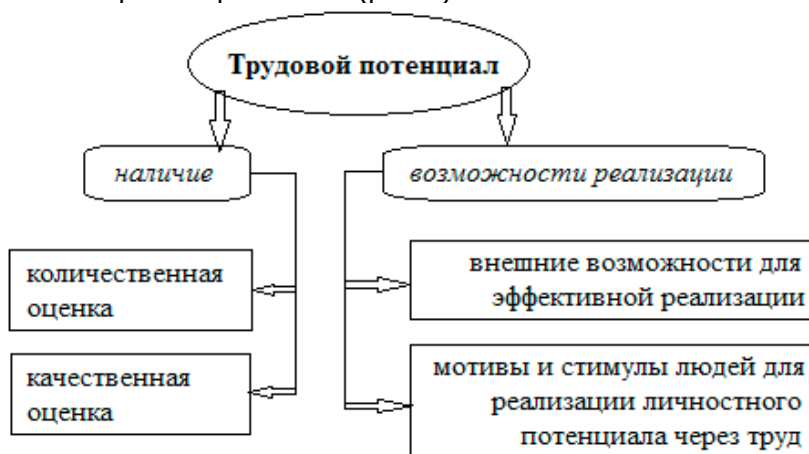 Трудовой потенциал
наличие
возможности реализации
количественная
оценка
качественная
оценка
внешние возможности для
эффективной реализации
мотивы и стимулы людей для
реализации личностного
потенциала через труд